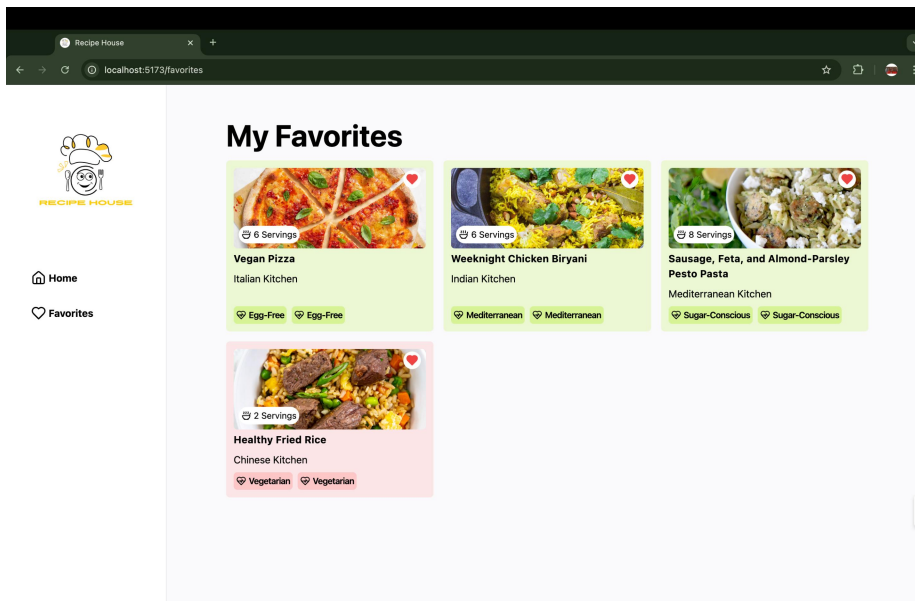 Recipe House
localhost:5173/favorites
RECIPE HOUSE
Home
Favorites
My Favorites
6 Servings
Vegan Pizza
Italian Kitchen
Egg-Free Egg-Free
6 Servings
Weeknight Chicken Biryani
Indian Kitchen
Mediterranean Mediterranean
8 Servings
Sausage, Feta, and Almond-Parsley
Pesto Pasta
Mediterranean Kitchen
Sugar-Conscious Sugar-Conscious
2 Servings
Healthy Fried Rice
Chinese Kitchen
Vegetarian Vegetarian